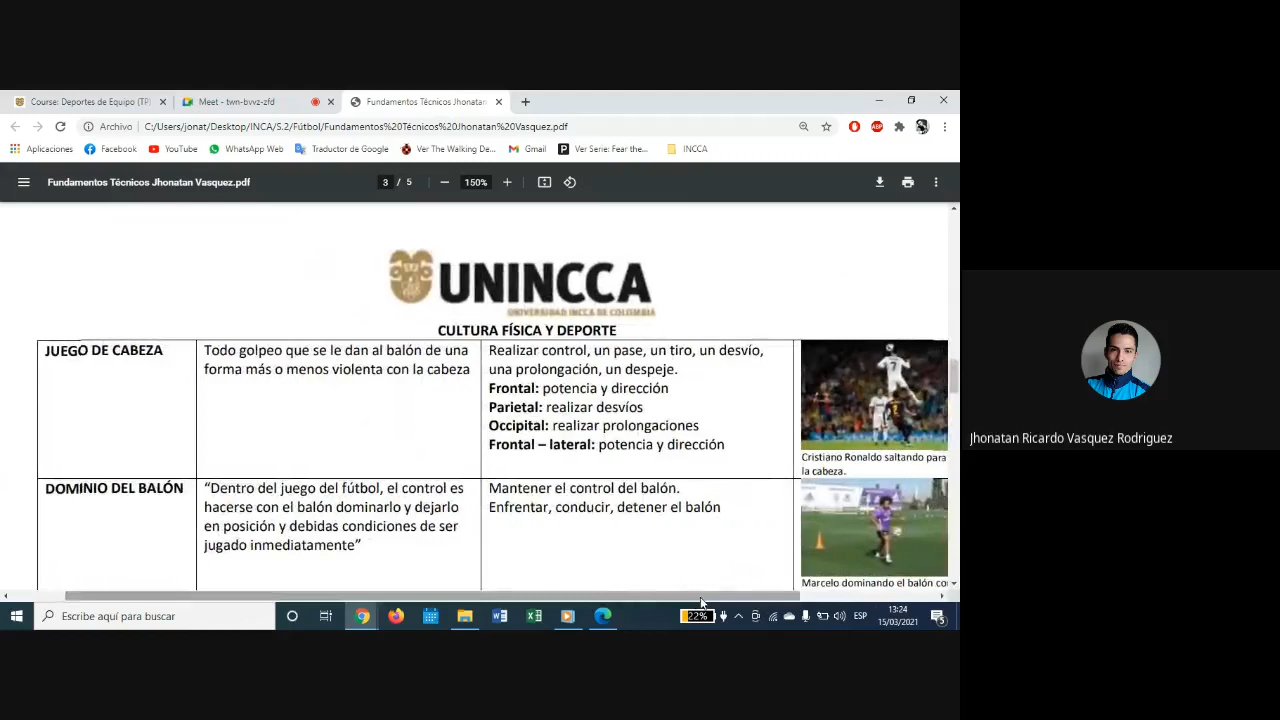 Course: Deportes de Equipo (TP)
Meet - twn-bvvz-zfd
Fundamentos Técnicos Jhonatan
Archivo
C:/Users/jonat/Desktop/INCA/S.2/Fútbol/Fundamentos%20Técnicos%20Jhonatan%20Vasquez.pdf
ABP
Aplicaciones
Facebook
YouTube
WhatsApp Web
Traductor de Google
Ver The Walking De...
Gmail
Ver Serie: Fear the...
INCCA
Fundamentos Técnicos Jhonatan Vasquez.pdf
3 / 5
150%
UNINCCA
UNIVERSIDAD INCCA DE COLOMBIA
CULTURA FÍSICA Y DEPORTE
JUEGO DE CABEZA
Todo golpeo que se le dan al balón de una
forma más o menos violenta con la cabeza
Realizar control, un pase, un tiro, un desvío,
una prolongación, un despeje.
Frontal: potencia y dirección
Parietal: realizar desvíos
Occipital: realizar prolongaciones
Frontal – lateral: potencia y dirección
7
Cristiano Ronaldo saltando para
la cabeza.
DOMINIO DEL BALÓN
“Dentro del juego del fútbol, el control es
hacerse con el balón dominarlo y dejarlo
en posición y debidas condiciones de ser
jugado inmediatamente”
Mantener el control del balón.
Enfrentar, conducir, detener el balón
Marcelo dominando el balón co
Jhonatan Ricardo Vasquez Rodriguez
Escribe aquí para buscar
22%
ESP
13:24
15/03/2021
5